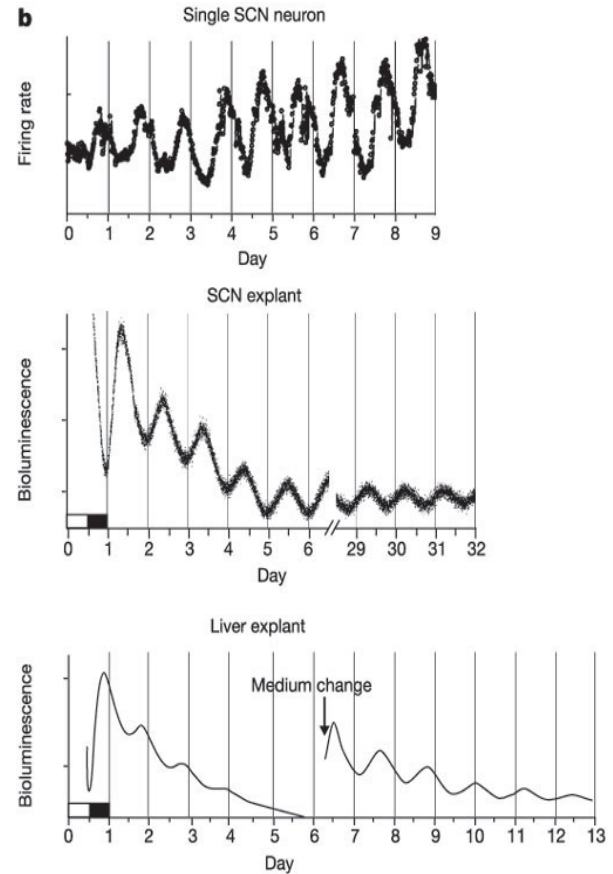 b
Single SCN neuron
Firing rate
0 1 2 3 4 5 6 7 8 9
Day
SCN explant
Bioluminescence
0 1 2 3 4 5 6 // 29 30 31 32
Day
Liver explant
Medium change
Bioluminescence
0 1 2 3 4 5 6 7 8 9 10 11 12 13
Day